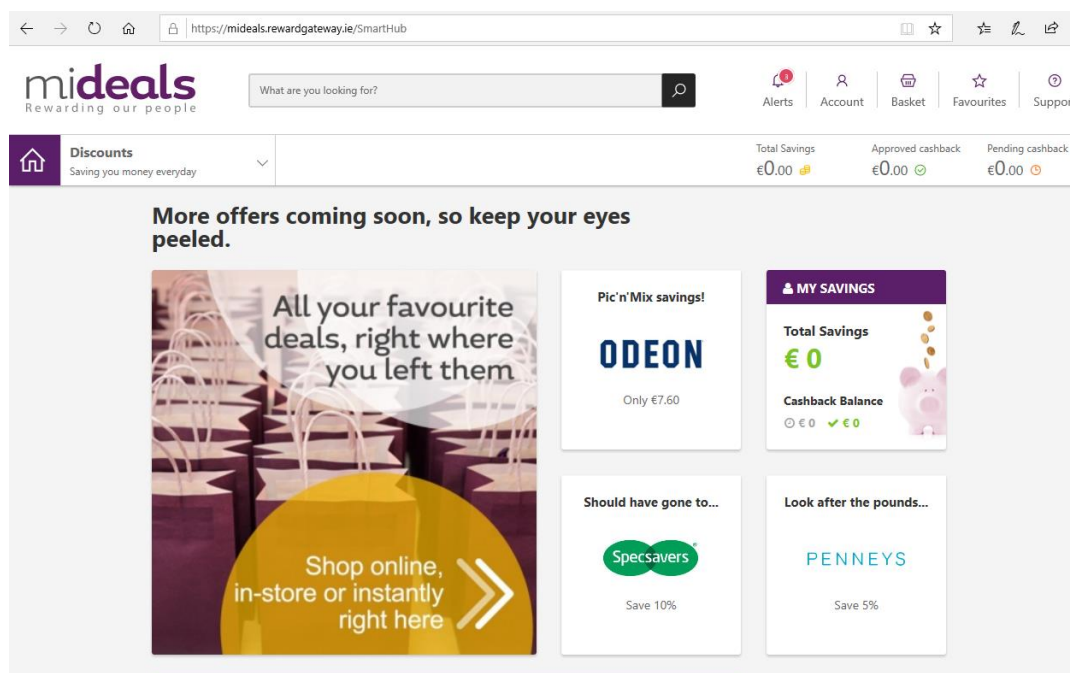 https://mideals.rewardgateway.ie/SmartHub
mideals
Rewarding our people
What are you looking for?
3
Alerts
Account
Basket
Favourites
Suppor
Discounts
Saving you money everyday
Total Savings
€0.00
Approved cashback
€0.00
Pending cashback
€0.00
More offers coming soon, so keep your eyes
peeled.
All your favourite
deals, right where
you left them
Shop online,
in-store or instantly
right here
Pic'n'Mix savings!
ODEON
Only €7.60
MY SAVINGS
Total Savings
€ 0
Cashback Balance
€ 0 € 0
Should have gone to...
Specsavers
Save 10%
Look after the pounds...
PENNEYS
Save 5%